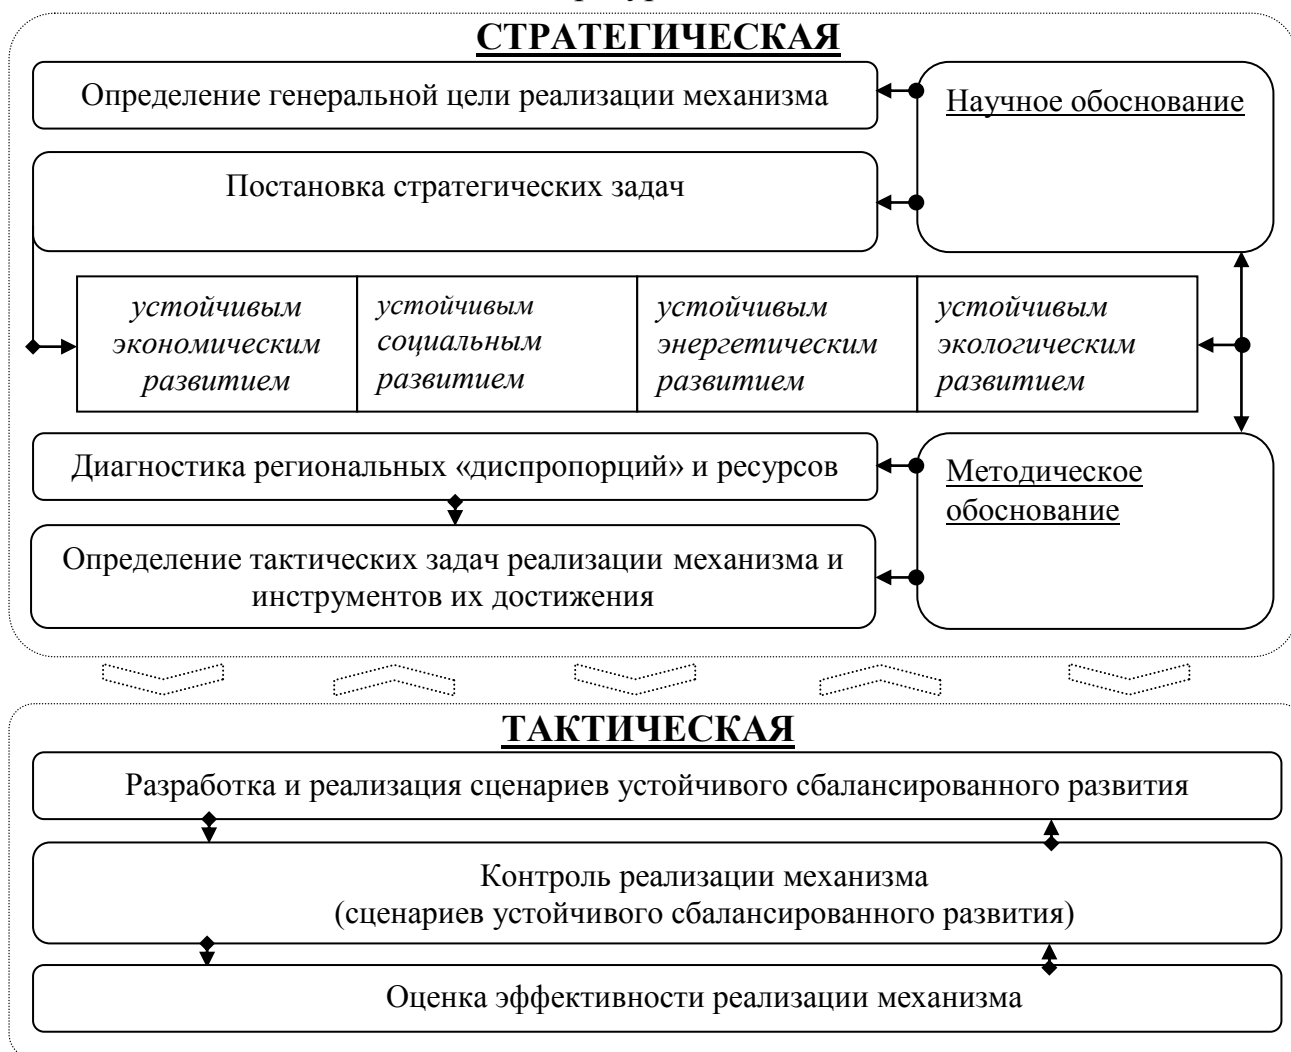 СТРАТЕГИЧЕСКАЯ
Определение генеральной цели реализации механизма
Научное обоснование
Постановка стратегических задач
устойчивым
экономическим
развитием
устойчивым
социальным
развитием
устойчивым
энергетическим
развитием
устойчивым
экологическим
развитием
Диагностика региональных «диспропорций» и ресурсов
Методическое
обоснование
Определение тактических задач реализации механизма и
инструментов их достижения
ТАКТИЧЕСКАЯ
Разработка и реализация сценариев устойчивого сбалансированного развития
Контроль реализации механизма
(сценариев устойчивого сбалансированного развития)
Оценка эффективности реализации механизма